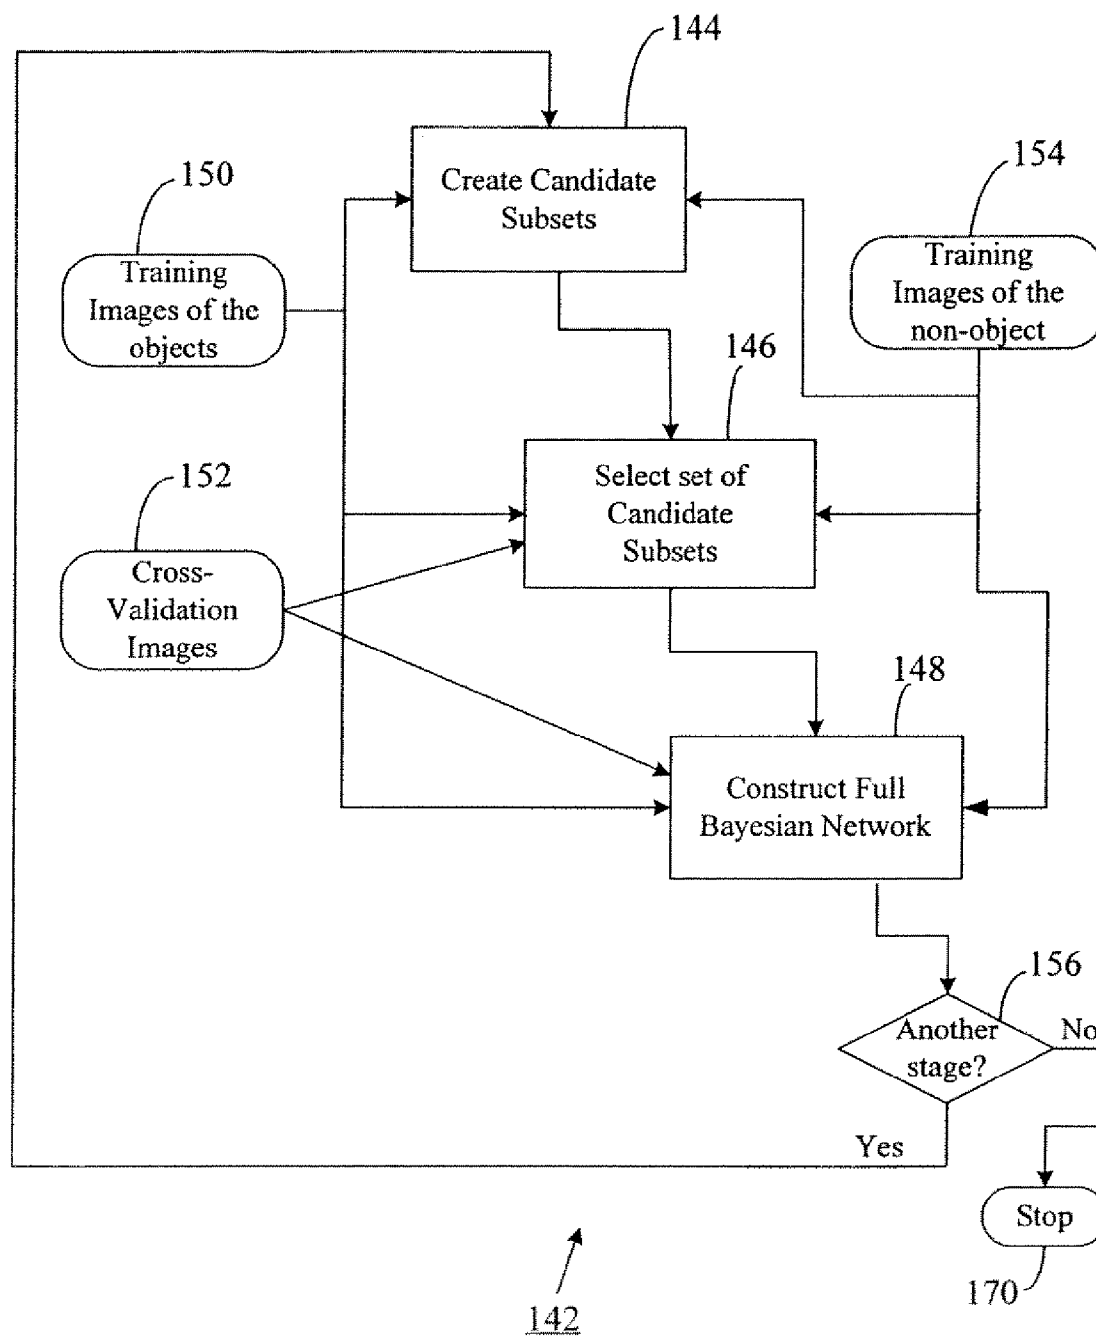 144
Create Candidate
Subsets
150
Training
Images of the
objects
154
Training
Images of the
non-object
146
Select set of
Candidate
Subsets
152
Cross-
Validation
Images
148
Construct Full
Bayesian Network
156
Another
stage?
No
Yes
Stop
170
142